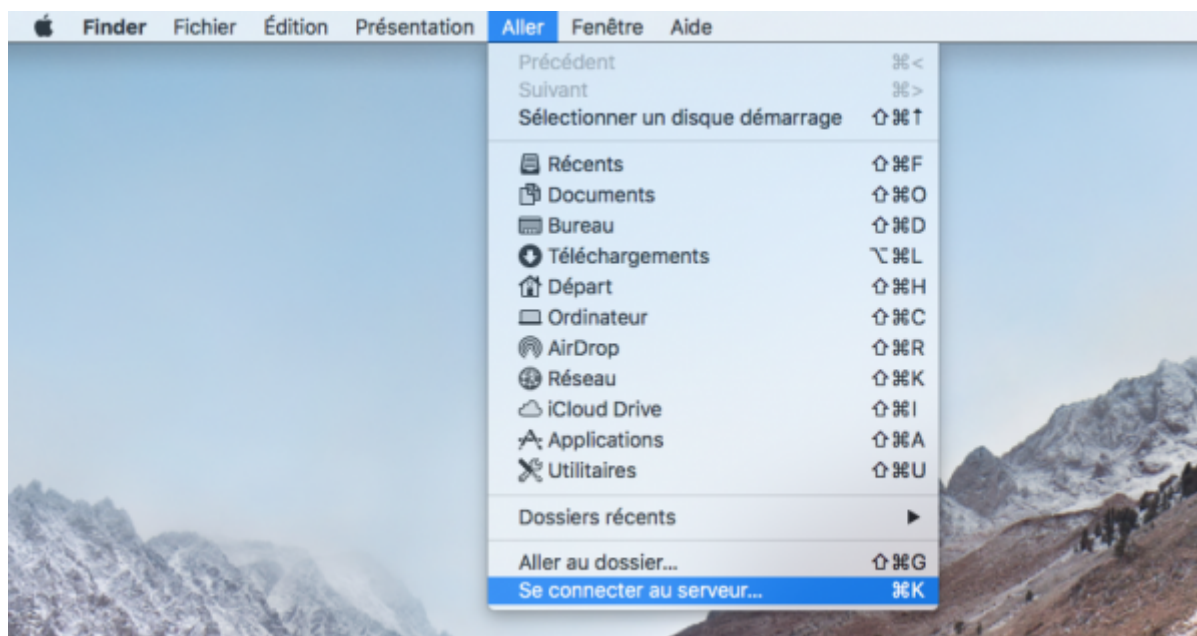 Finder Fichier Édition Présentation Aller Fenêtre Aide
Précédent ⌘<
Suivant ⌘>
Sélectionner un disque démarrage ⇧⌘↑
Récents ⇧⌘F
Documents ⇧⌘O
Bureau ⇧⌘D
Téléchargements ⌥⌘L
Départ ⇧⌘H
Ordinateur ⇧⌘C
AirDrop ⇧⌘R
Réseau ⇧⌘K
iCloud Drive ⇧⌘I
Applications ⇧⌘A
Utilitaires ⇧⌘U
Dossiers récents ▶
Aller au dossier... ⇧⌘G
Se connecter au serveur... ⌘K